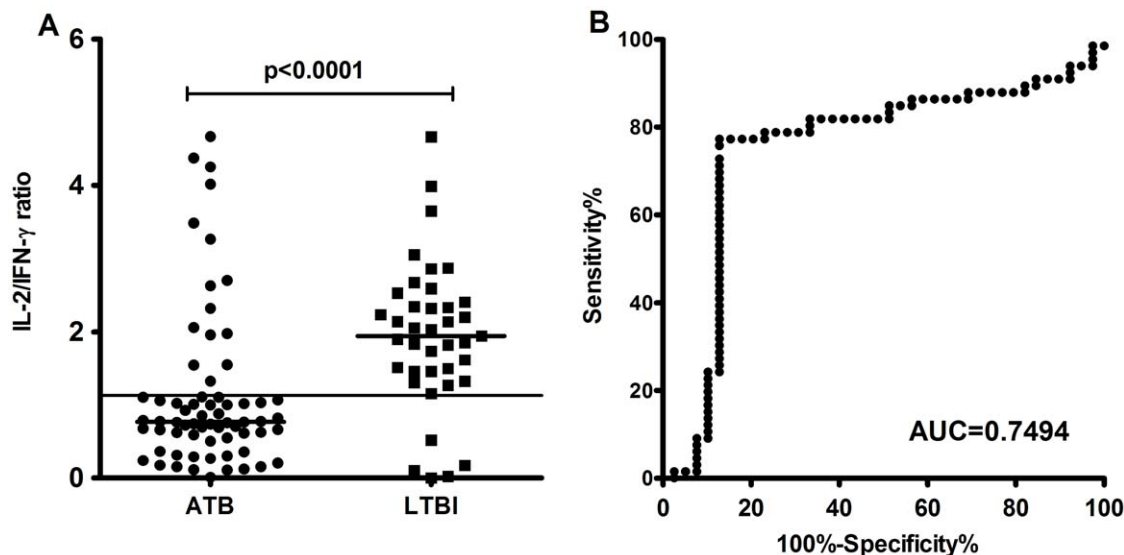 A
6
4
2
0
IL-2/IFN-γ ratio
p<0.0001
ATB
LTBI
B
100
80
60
40
20
0
Sensitivity%
AUC=0.7494
0
20
40
60
80
100
100%-Specificity%